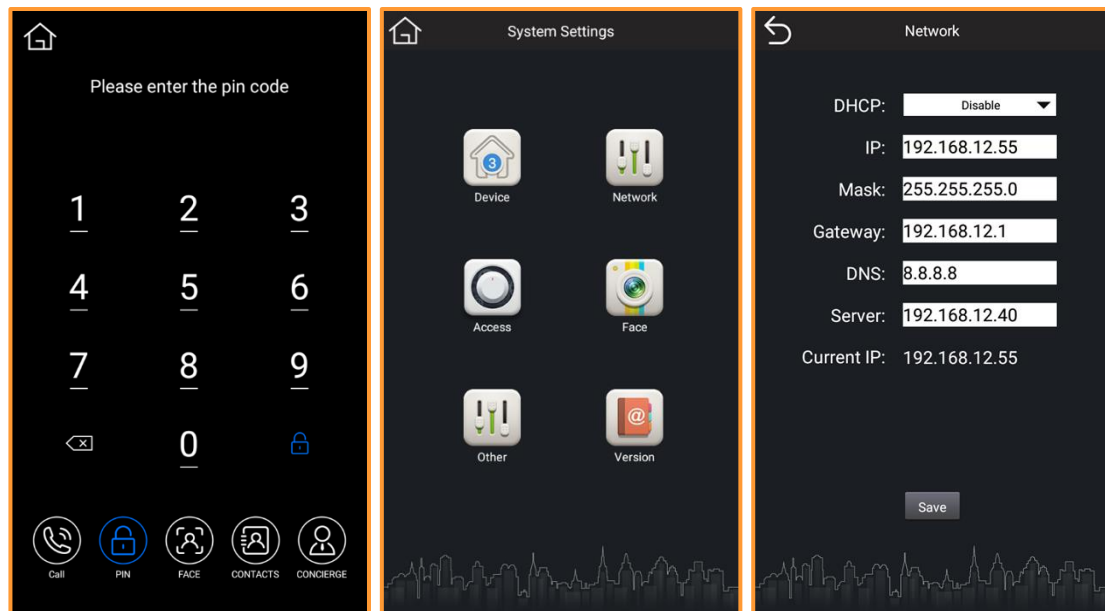 Please enter the pin code
1 2 3
4 5 6
7 8 9
0
Call PIN FACE CONTACTS CONCIERGE
System Settings
3
Device Network
Access Face
@
Other Version
Network
DHCP: Disable
IP: 192.168.12.55
Mask: 255.255.255.0
Gateway: 192.168.12.1
DNS: 8.8.8.8
Server: 192.168.12.40
Current IP: 192.168.12.55
Save